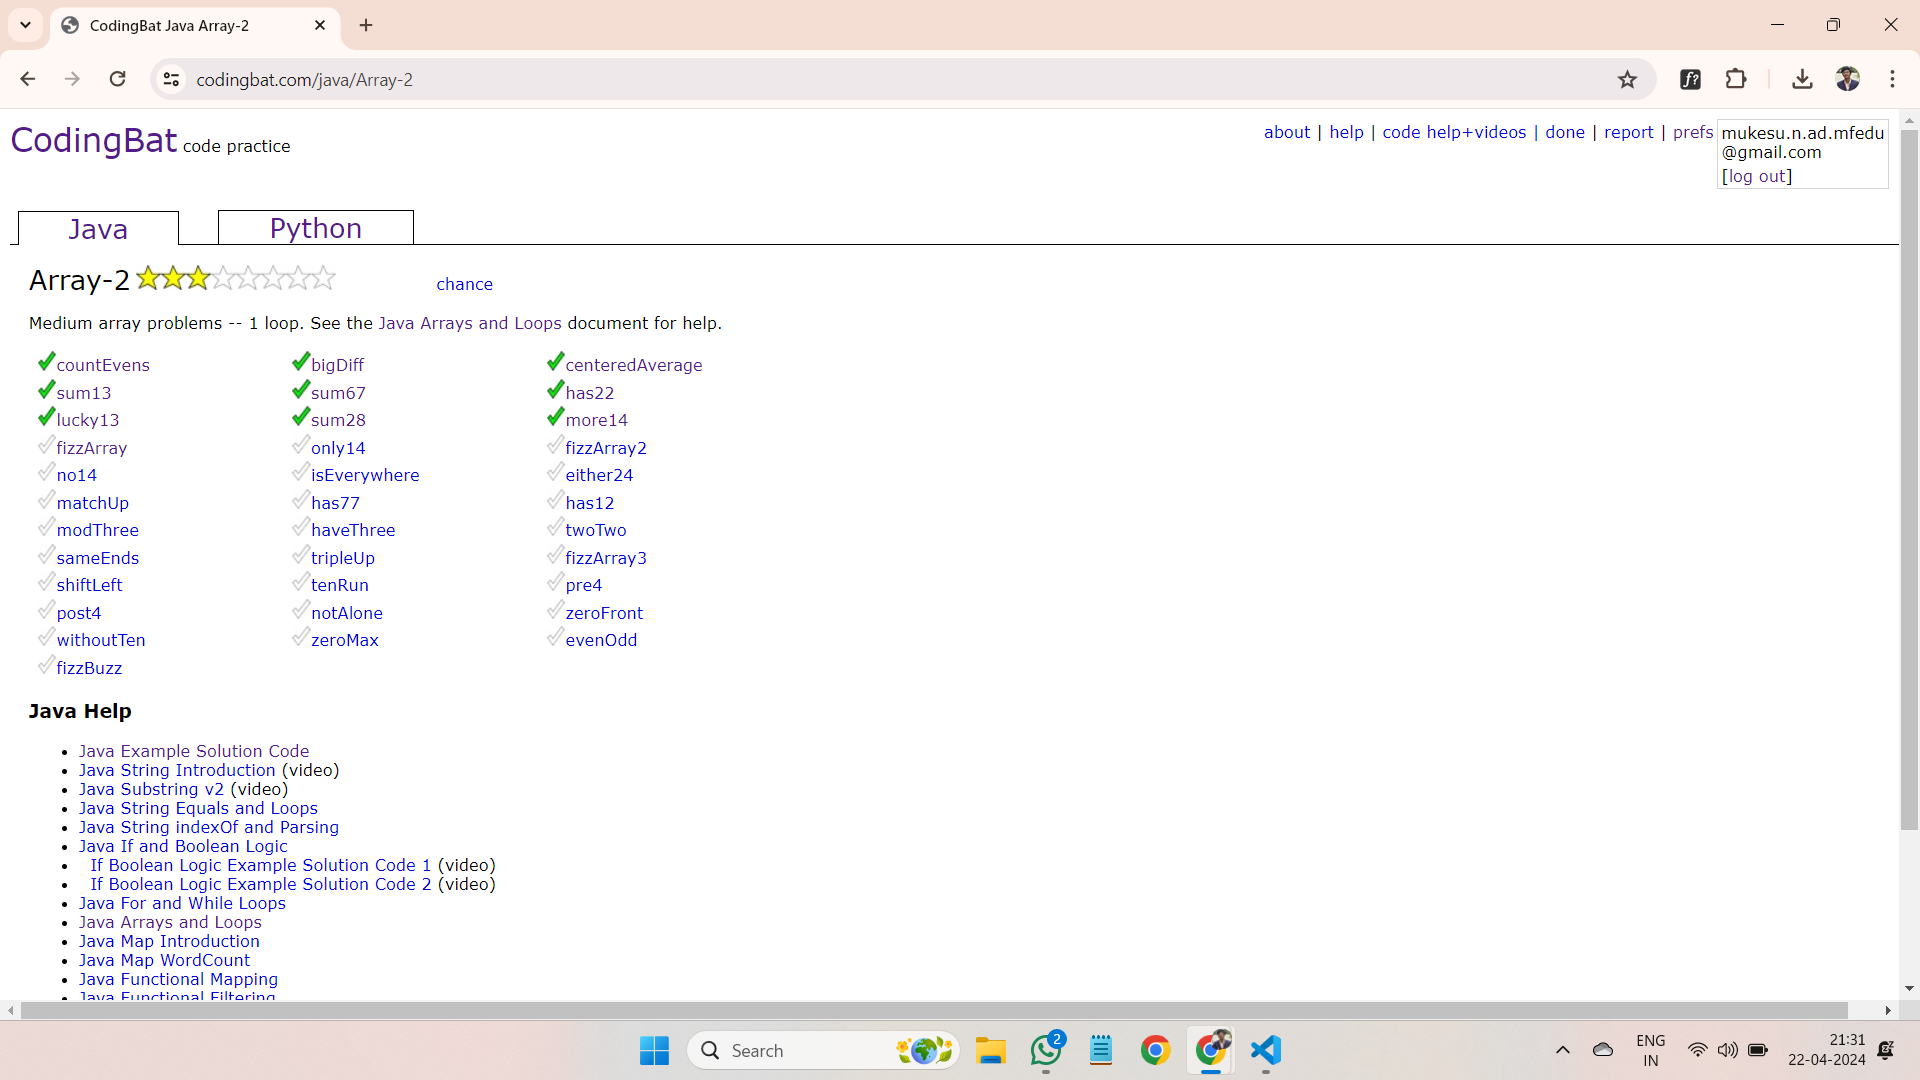 CodingBat Java Array-2
codingbat.com/java/Array-2
CodingBat code practice
about | help | code help+videos | done | report | prefs
mukesu.n.ad.mfedu
@gmail.com
[log out]
Java Python
Array-2 chance
Medium array problems -- 1 loop. See the Java Arrays and Loops document for help.
countEvens bigDiff centeredAverage
sum13 sum67 has22
lucky13 sum28 more14
fizzArray only14 fizzArray2
no14 isEverywhere either24
matchUp has77 has12
modThree haveThree twoTwo
sameEnds tripleUp fizzArray3
shiftLeft tenRun pre4
post4 notAlone zeroFront
withoutTen zeroMax evenOdd
fizzBuzz
Java Help
Java Example Solution Code
Java String Introduction (video)
Java Substring v2 (video)
Java String Equals and Loops
Java String indexOf and Parsing
Java If and Boolean Logic
If Boolean Logic Example Solution Code 1 (video)
If Boolean Logic Example Solution Code 2 (video)
Java For and While Loops
Java Arrays and Loops
Java Map Introduction
Java Map WordCount
Java Functional Mapping
Java Functional Filtering
Search
2
ENG
IN
21:31
22-04-2024